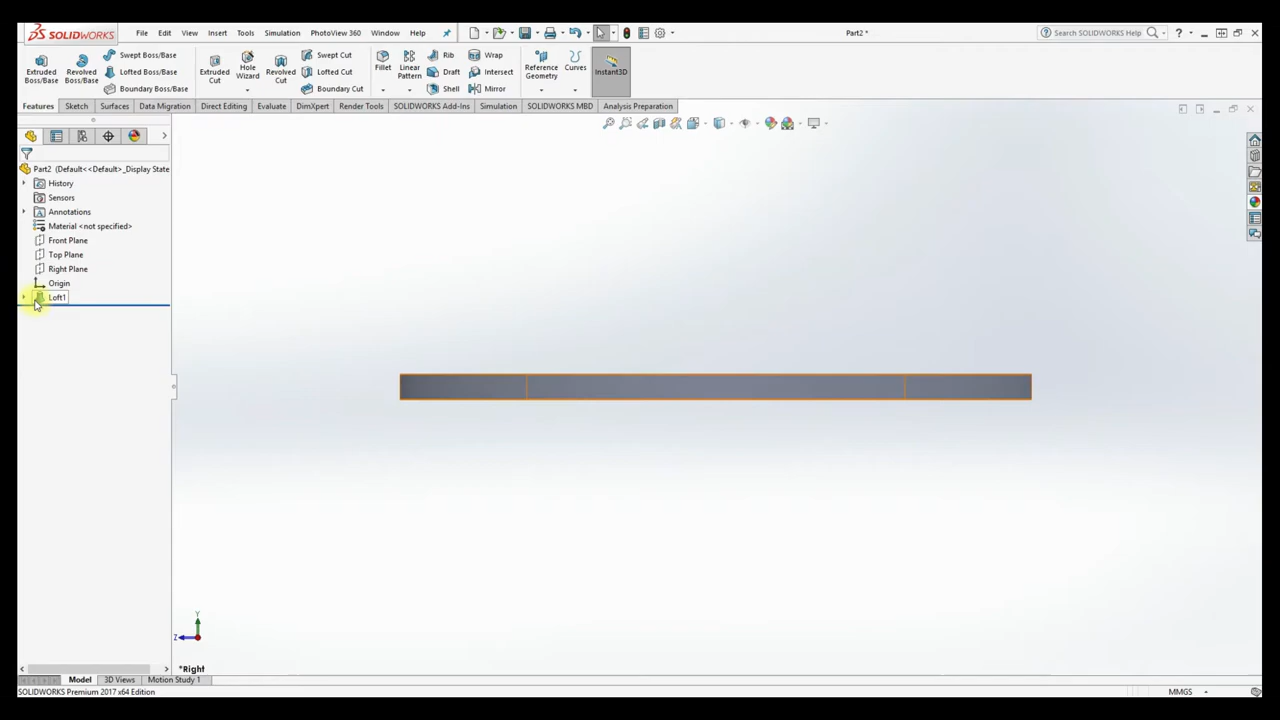 SOLIDWORKS File Edit View Insert Tools Simulation PhotoView 360 Window Help Part2 * Search SOLIDWORKS Help ?
Extruded Boss/Base
Revolved Boss/Base
Swept Boss/Base
Lofted Boss/Base
Boundary Boss/Base
Extruded Cut
Hole Wizard
Revolved Cut
Swept Cut
Lofted Cut
Boundary Cut
Fillet
Linear Pattern
Rib
Draft
Shell
Wrap
Intersect
Mirror
Reference Geometry
Curves
Instant3D
Features Sketch Surfaces Data Migration Direct Editing Evaluate DimXpert Render Tools SOLIDWORKS Add-Ins Simulation SOLIDWORKS MBD Analysis Preparation
Part2 (Default<<Default>_Display State
History
Sensors
Annotations
Material <not specified>
Front Plane
Top Plane
Right Plane
Origin
Loft1
Y
Z
*Right
Model 3D Views Motion Study 1
SOLIDWORKS Premium 2017 x64 Edition MMGS